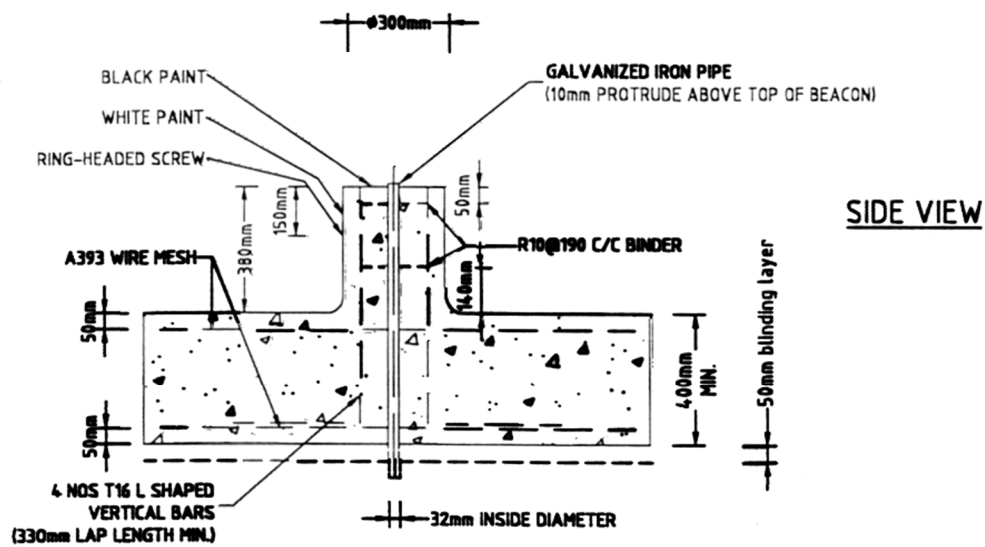 ø300mm
BLACK PAINT
GALVANIZED IRON PIPE
(10mm PROTRUDE ABOVE TOP OF BEACON)
WHITE PAINT
RING-HEADED SCREW
150mm
380mm
50mm
SIDE VIEW
R10@190 C/C BINDER
A393 WIRE MESH
140mm
50mm
400mm
MIN.
50mm blinding layer
50mm
4 NOS T16 L SHAPED
VERTICAL BARS
(330mm LAP LENGTH MIN.)
32mm INSIDE DIAMETER